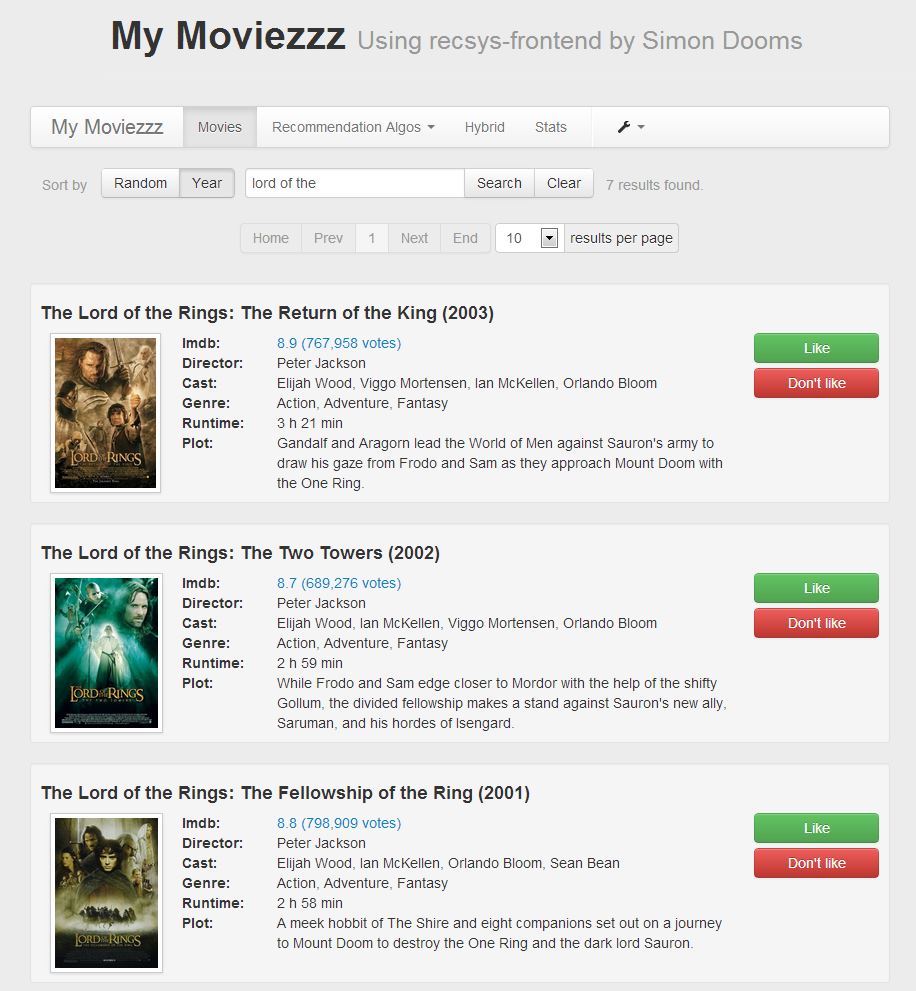 My Moviezzz Using recsys-frontend by Simon Dooms
My Moviezzz Movies Recommendation Algos Hybrid Stats
Sort by Random Year lord of the Search Clear 7 results found.
Home Prev 1 Next End 10 results per page
The Lord of the Rings: The Return of the King (2003)
Imdb: 8.9 (767,958 votes)
Like
Director: Peter Jackson
Cast: Elijah Wood, Viggo Mortensen, Ian McKellen, Orlando Bloom
Don't like
Genre: Action, Adventure, Fantasy
Runtime: 3 h 21 min
Plot: Gandalf and Aragorn lead the World of Men against Sauron's army to
draw his gaze from Frodo and Sam as they approach Mount Doom with
the One Ring.
LORD OF THE RINGS
The Lord of the Rings: The Two Towers (2002)
Imdb: 8.7 (689,276 votes)
Like
Director: Peter Jackson
Cast: Elijah Wood, Ian McKellen, Viggo Mortensen, Orlando Bloom
Don't like
Genre: Action, Adventure, Fantasy
Runtime: 2 h 59 min
Plot: While Frodo and Sam edge closer to Mordor with the help of the shifty
Gollum, the divided fellowship makes a stand against Sauron's new ally,
Saruman, and his hordes of Isengard.
LORD OF THE RINGS
THE TWO TOWERS
The Lord of the Rings: The Fellowship of the Ring (2001)
Imdb: 8.8 (798,909 votes)
Like
Director: Peter Jackson
Cast: Elijah Wood, Ian McKellen, Orlando Bloom, Sean Bean
Don't like
Genre: Action, Adventure, Fantasy
Runtime: 2 h 58 min
Plot: A meek hobbit of The Shire and eight companions set out on a journey
to Mount Doom to destroy the One Ring and the dark lord Sauron.
LORD OF THE RINGS